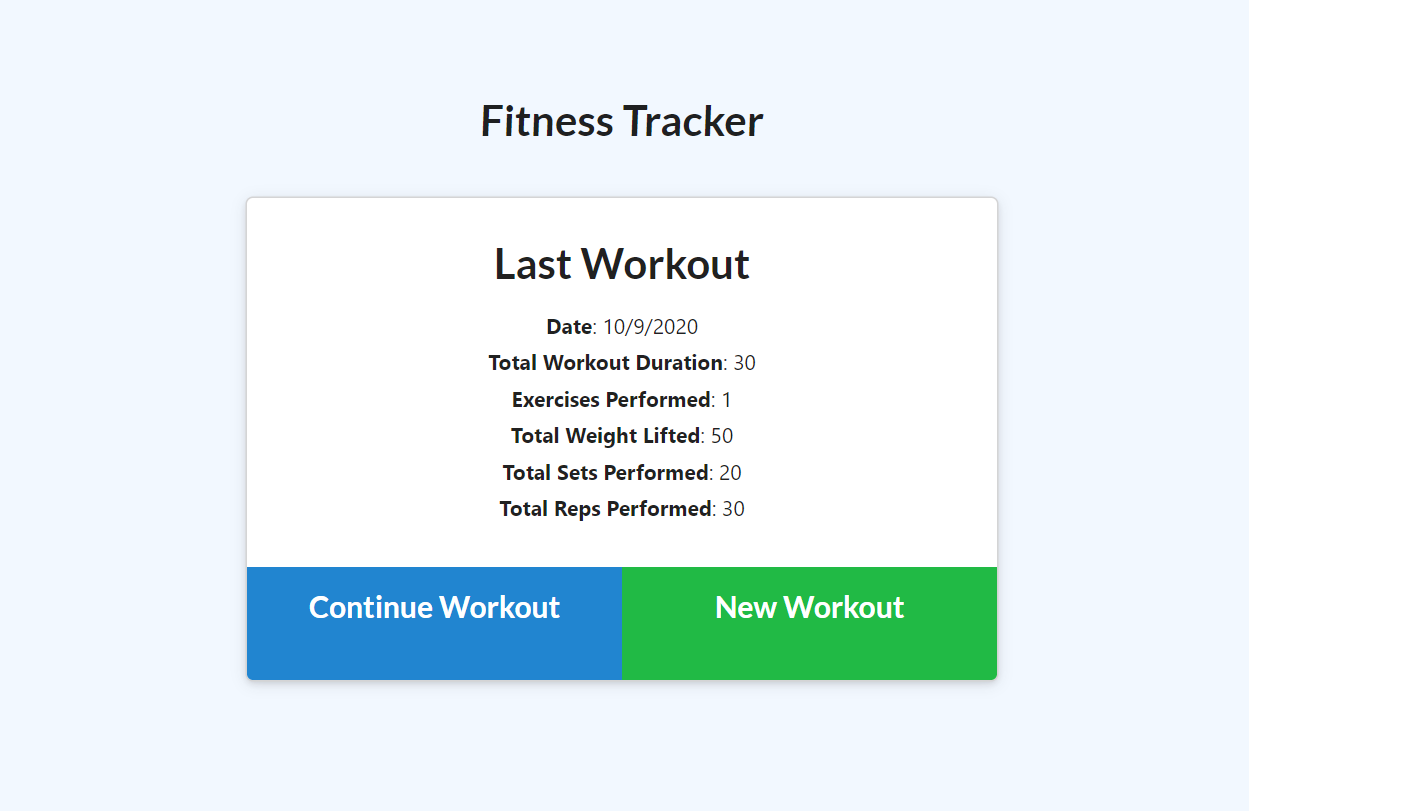 Fitness Tracker
Last Workout
Date: 10/9/2020
Total Workout Duration: 30
Exercises Performed: 1
Total Weight Lifted: 50
Total Sets Performed: 20
Total Reps Performed: 30
Continue Workout
New Workout